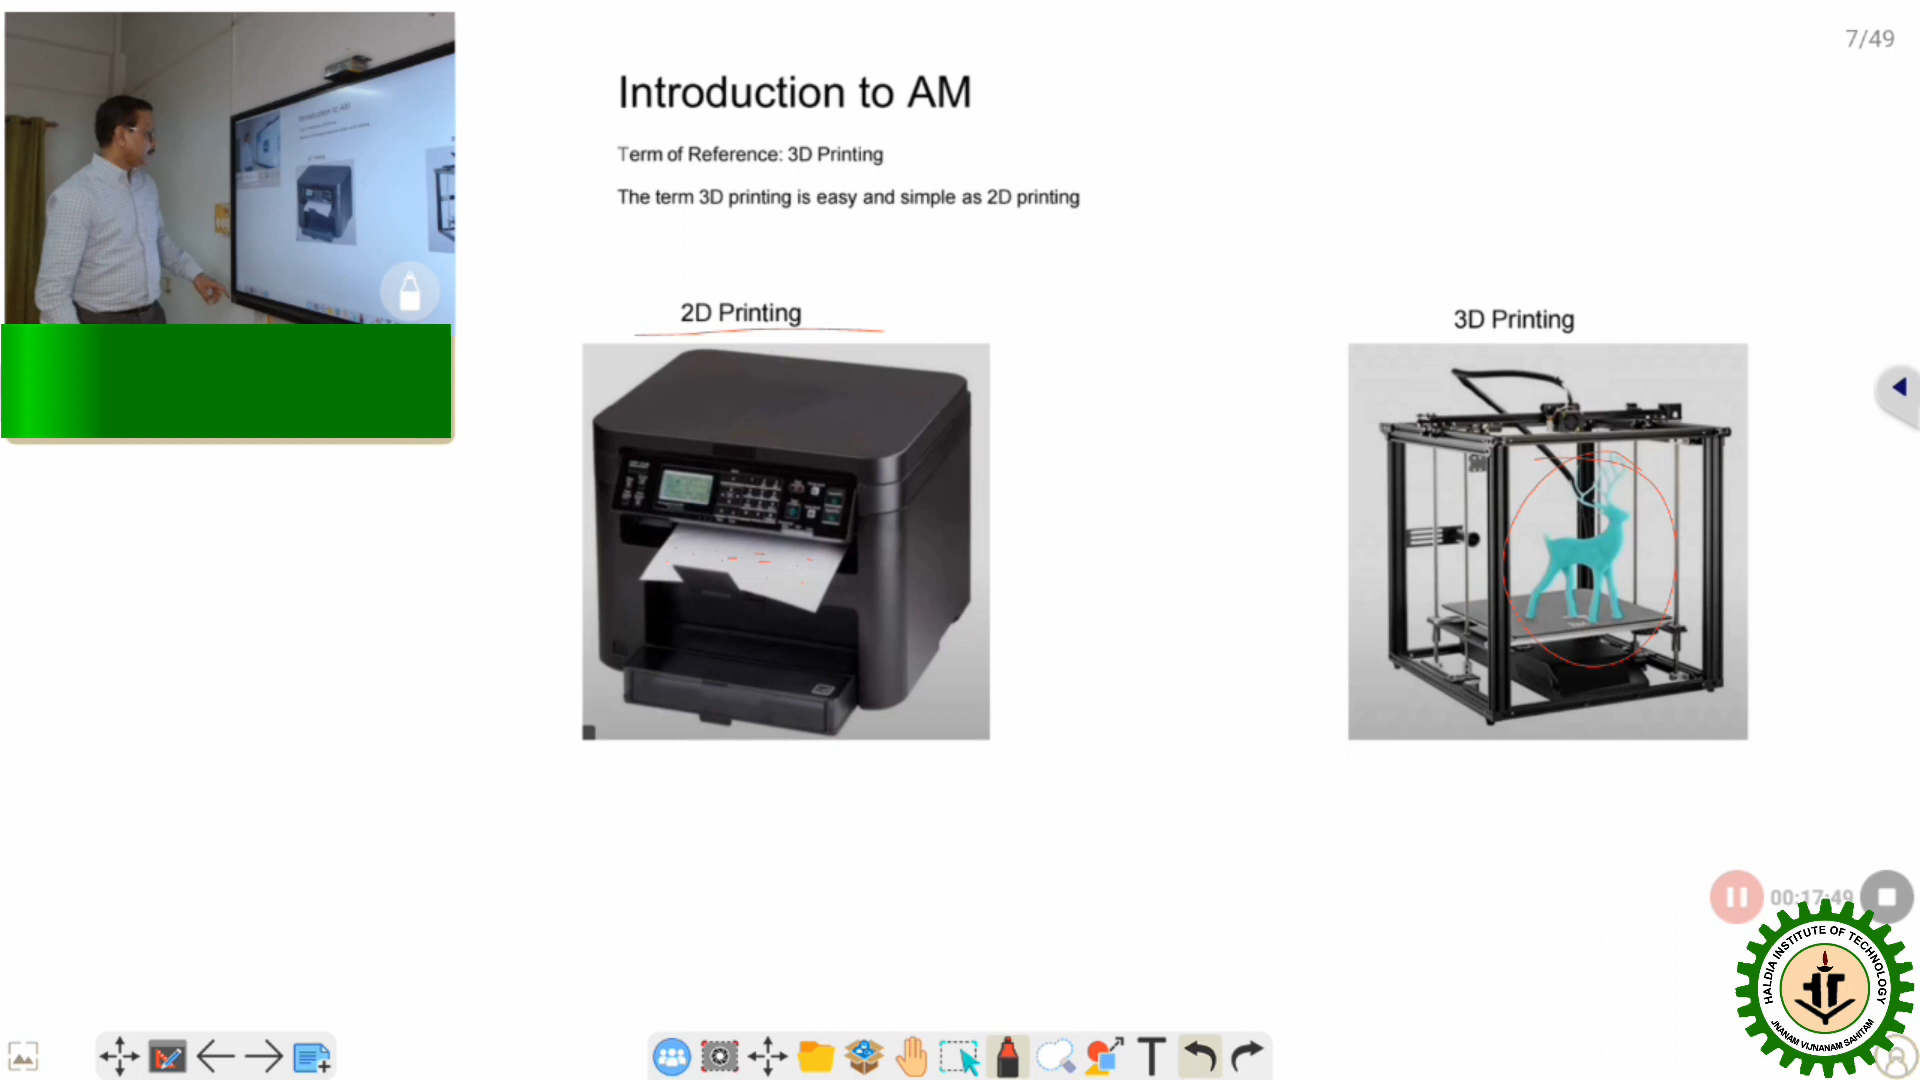 7/49
Introduction to AM
Term of Reference: 3D Printing
The term 3D printing is easy and simple as 2D printing
2D Printing
3D Printing
00:17:49
HALDIA INSTITUTE OF TECHNOLOGY
JNANAM VIJNANAM SAHITAM
T